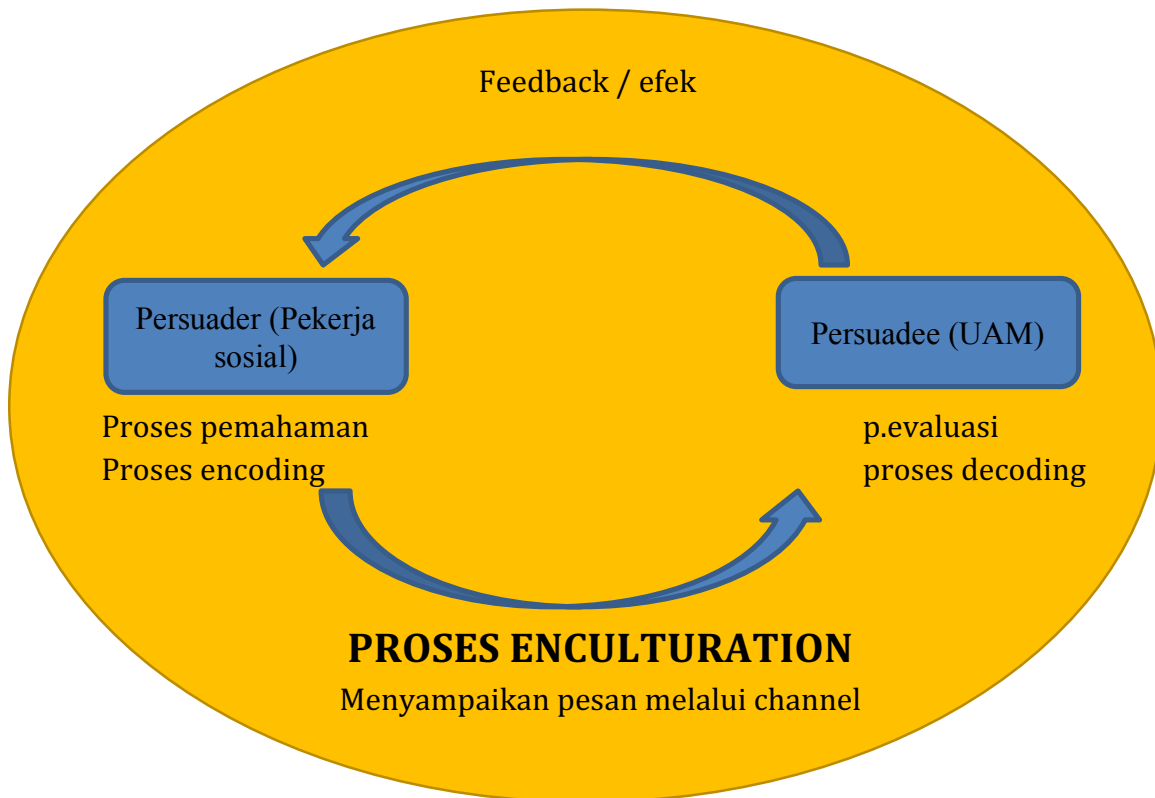 Feedback / efek
Persuader (Pekerja
sosial)
Persuadee (UAM)
Proses pemahaman
Proses encoding
p.evaluasi
proses decoding
PROSES ENCULTURATION
Menyampaikan pesan melalui channel